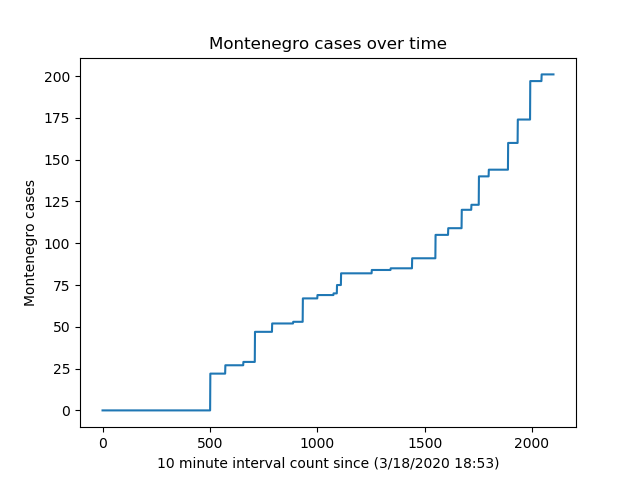 Montenegro cases over time
200
175
150
125
100
75
50
25
0
Montenegro cases
0 500 1000 1500 2000
10 minute interval count since (3/18/2020 18:53)